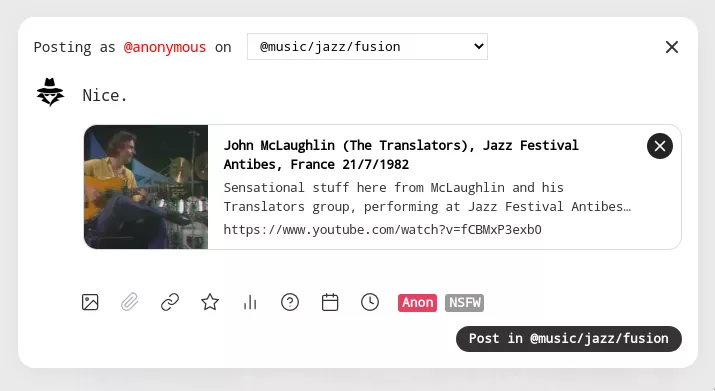 Posting as @anonymous on @music/jazz/fusion
Nice.
John McLaughlin (The Translators), Jazz Festival
Antibes, France 21/7/1982
Sensational stuff here from McLaughlin and his
Translators group, performing at Jazz Festival Antibes…
https://www.youtube.com/watch?v=fCBMxP3exb0
Anon NSFW
Post in @music/jazz/fusion